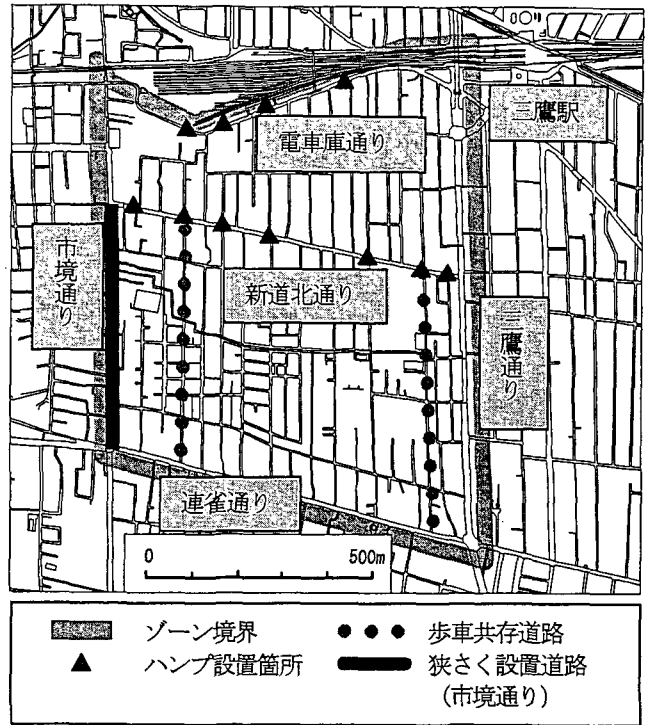 三鷹駅
電車庫通り
市境通り
新道北通り
三鷹通り
連雀通り
0 500m
ゾーン境界
歩車共存道路
ハンプ設置箇所
狭さく設置道路
(市境通り)